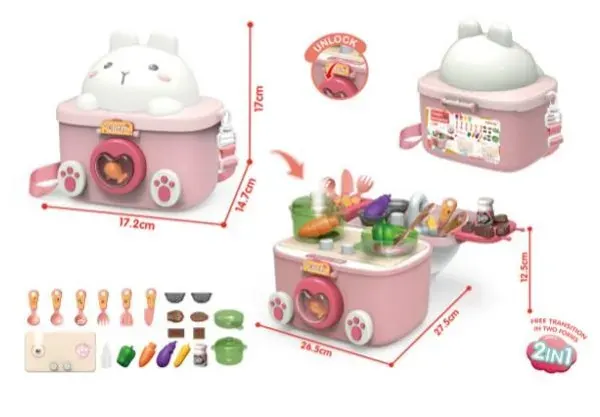 UNLOCK
17cm
14.7cm
17.2cm
12.5cm
27.5cm
26.5cm
FREE TRANSITION
IN TWO FORMS
2IN1